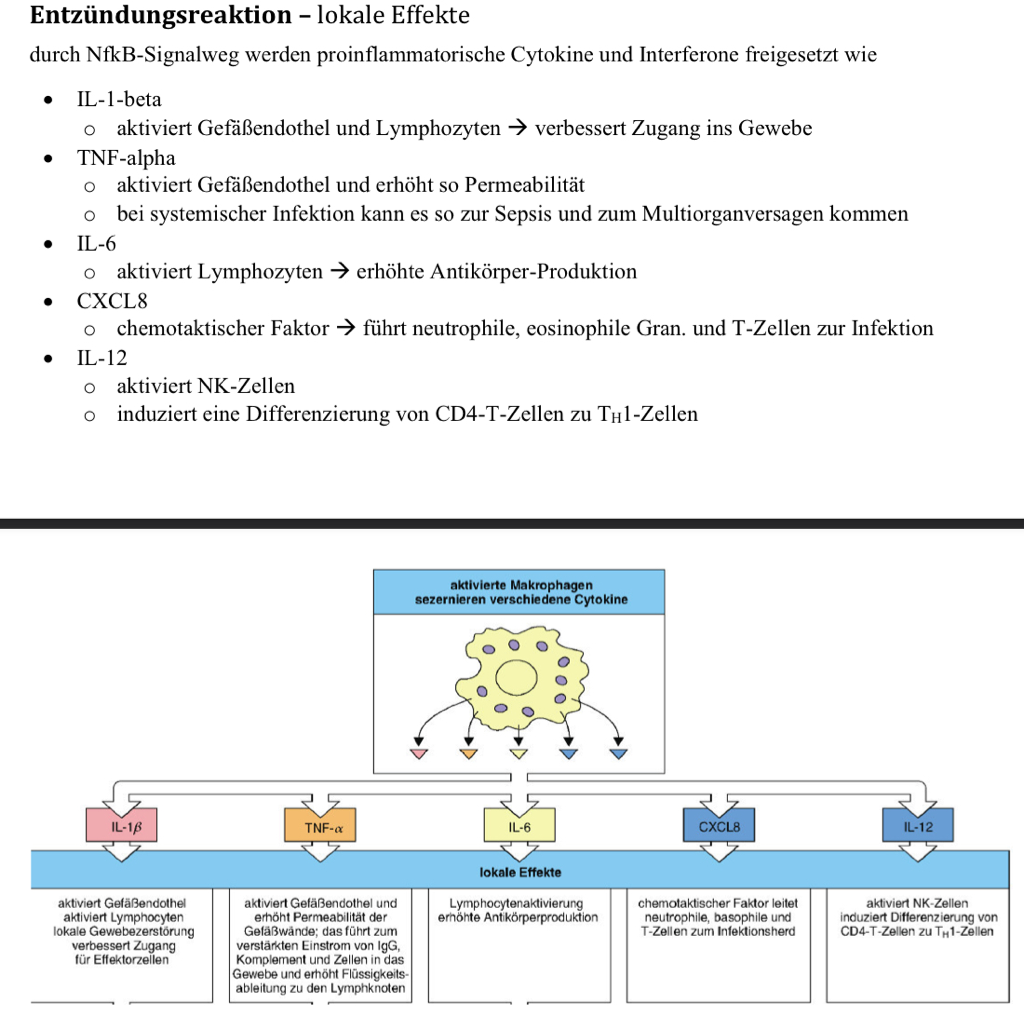 Entzündungsreaktion – lokale Effekte
durch NfkB-Signalweg werden proinflammatorische Cytokine und Interferone freigesetzt wie
• IL-1-beta
o aktiviert Gefäßendothel und Lymphozyten → verbessert Zugang ins Gewebe
• TNF-alpha
o aktiviert Gefäßendothel und erhöht so Permeabilität
o bei systemischer Infektion kann es so zur Sepsis und zum Multiorganversagen kommen
• IL-6
o aktiviert Lymphozyten → erhöhte Antikörper-Produktion
• CXCL8
o chemotaktischer Faktor → führt neutrophile, eosinophile Gran. und T-Zellen zur Infektion
• IL-12
o aktiviert NK-Zellen
o induziert eine Differenzierung von CD4-T-Zellen zu TH1-Zellen
aktivierte Makrophagen
sezernieren verschiedene Cytokine
IL-1β
TNF-α
IL-6
CXCL8
IL-12
lokale Effekte
aktiviert Gefäßendothel
aktiviert Lymphocyten
lokale Gewebezerstörung
verbessert Zugang
für Effektorzellen
aktiviert Gefäßendothel und
erhöht Permeabilität der
Gefäßwände; das führt zum
verstärkten Einstrom von IgG,
Komplement und Zellen in das
Gewebe und erhöht Flüssigkeits-
ableitung zu den Lymphknoten
Lymphocytenaktivierung
erhöhte Antikörperproduktion
chemotaktischer Faktor leitet
neutrophile, basophile und
T-Zellen zum Infektionsherd
aktiviert NK-Zellen
induziert Differenzierung von
CD4-T-Zellen zu TH1-Zellen